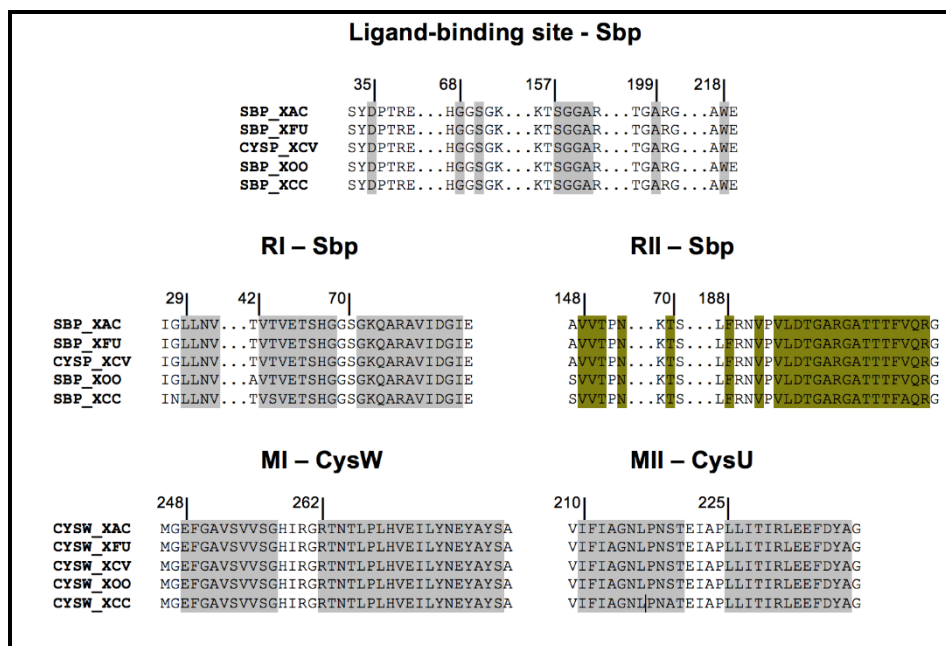 Ligand-binding site - Sbp
35 68 157 199 218
SBP_XAC SYDPTRE...HGGSGK...KTSGGAR...TGARG...AWE
SBP_XFU SYDPTRE...HGGSGK...KTSGGAR...TGARG...AWE
CYSP_XCV SYDPTRE...HGGSGK...KTSGGAR...TGARG...AWE
SBP_XOO SYDPTRE...HGGSGK...KTSGGAR...TGARG...AWE
SBP_XCC SYDPTRE...HGGSGK...KTSGGAR...TGARG...AWE
RI – Sbp RII – Sbp
29 42 70 148 70 188
SBP_XAC IGLLNV...TVTVETSHGGSGKQARAVIDGIE AVVTPN...KTS...LFRNVPVLDTGARGATTTFVQRG
SBP_XFU IGLLNV...TVTVETSHGGSGKQARAVIDGIE AVVTPN...KTS...LFRNVPVLDTGARGATTTFVQRG
CYSP_XCV IGLLNV...TVTVETSHGGSGKQARAVIDGIE AVVTPN...KTS...LFRNVPVLDTGARGATTTFVQRG
SBP_XOO IGLLNV...AVTVETSHGGSGKQARAVIDGIE SVVTPN...KTS...LFRNVPVLDTGARGATTTFVQRG
SBP_XCC INLLNV...TVSVETSHGGSGKQARAVIDGIE SVVTPN...KTS...LFRNVPVLDTGARGATTTFAQRG
MI – CysW MII – CysU
248 262 210 225
CYSW_XAC MGEFGAVSVVSGHIRGRTNTLPLHVEILYNEYAYSA VIFIAGNLPNSTEIAPLLITIRLEEFDYAG
CYSW_XFU MGEFGAVSVVSGHIRGRTNTLPLHVEILYNEYAYSA VIFIAGNLPNSTEIAPLLITIRLEEFDYAG
CYSW_XCV MGEFGAVSVVSGHIRGRTNTLPLHVEILYNEYAYSA VIFIAGNLPNSTEIAPLLITIRLEEFDYAG
CYSW_XOO MGEFGAVSVVSGHIRGRTNTLPLHVEILYNEYAYSA VIFIAGNLPNSTEIAPLLITIRLEEFDYAG
CYSW_XCC MGEFGAVSVVSGHIRGRTNTLPLHVEILYNEYAYSA VIFIAGNLPNATEIAPLLITIRLEEFDYAG